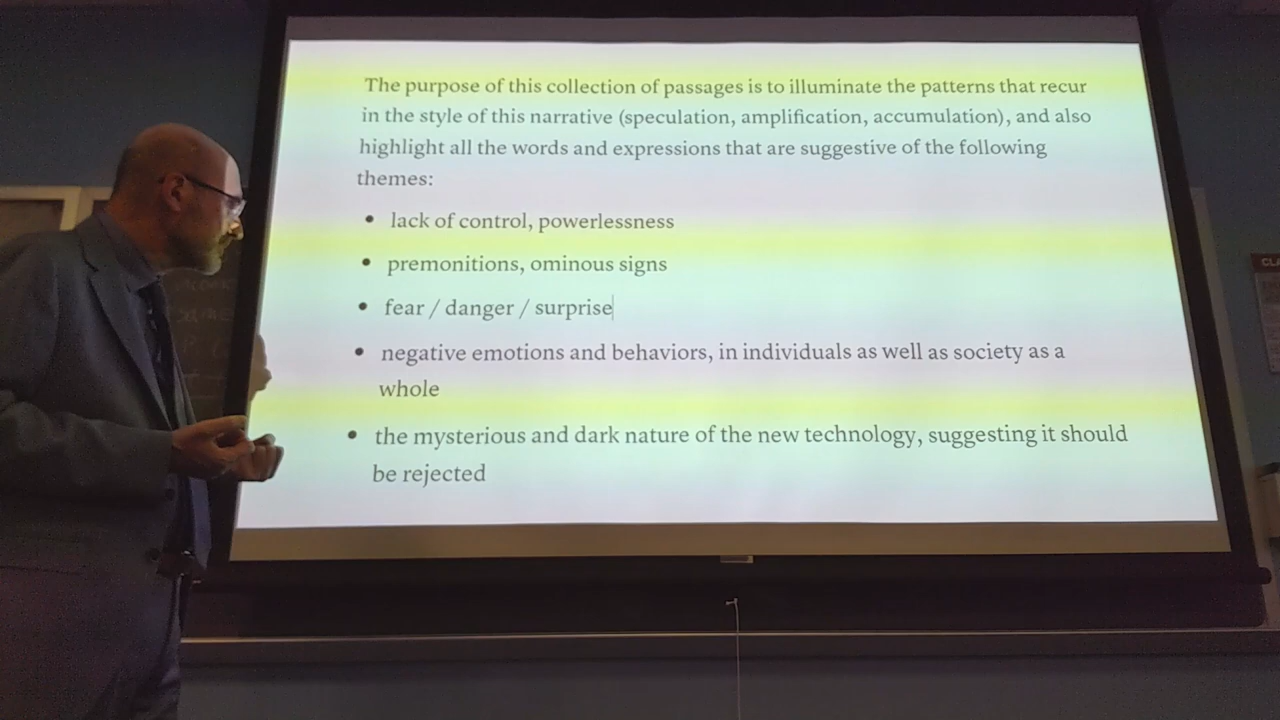 The purpose of this collection of passages is to illuminate the patterns that recur
in the style of this narrative (speculation, amplification, accumulation), and also
highlight all the words and expressions that are suggestive of the following
themes:
• lack of control, powerlessness
• premonitions, ominous signs
• fear / danger / surprise
• negative emotions and behaviors, in individuals as well as society as a
whole
• the mysterious and dark nature of the new technology, suggesting it should
be rejected